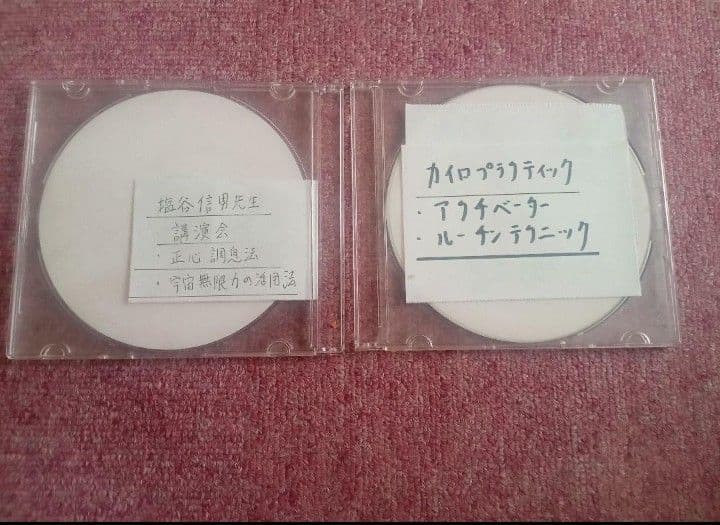 塩谷信男先生
講演会
・正心調息法
・宇宙無限力の活用法
カイロプラクティック
・アクチベーター
・ルーチンテクニック